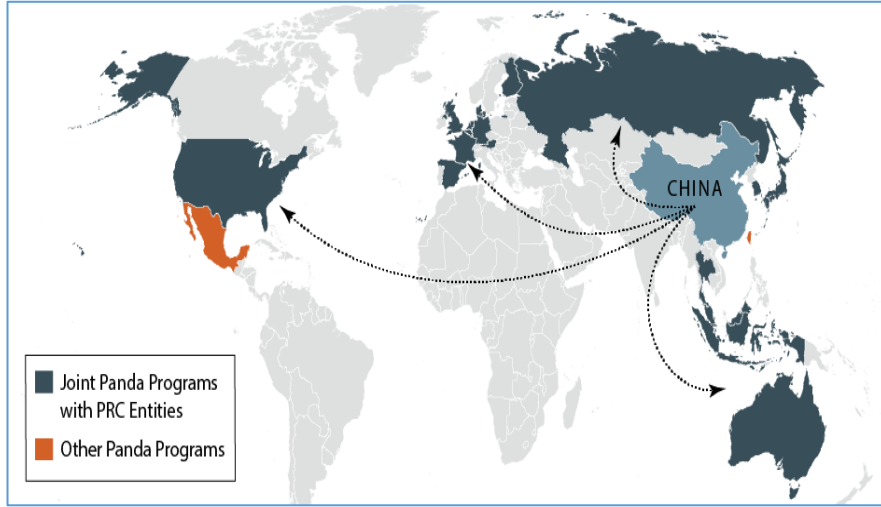 CHINA
Joint Panda Programs
with PRC Entities
Other Panda Programs